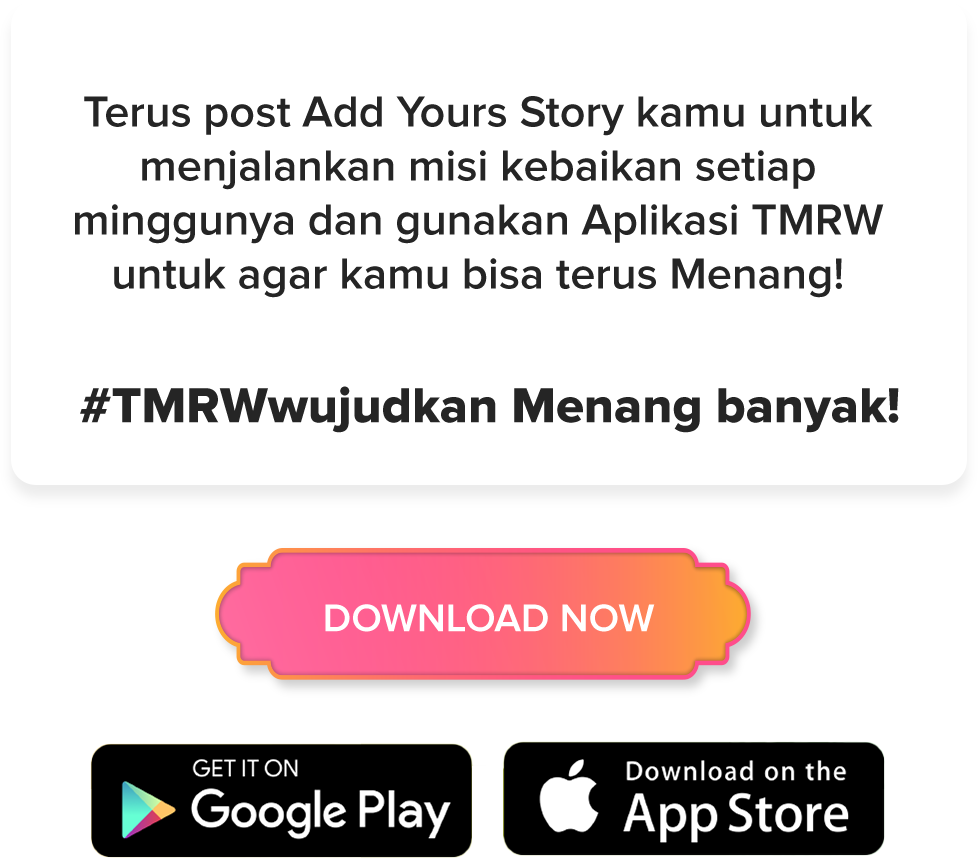 Terus post Add Yours Story kamu untuk
menjalankan misi kebaikan setiap
minggunya dan gunakan Aplikasi TMRW
untuk agar kamu bisa terus Menang!
#TMRWwujudkan Menang banyak!
DOWNLOAD NOW
GET IT ON
Google Play
Download on the
App Store